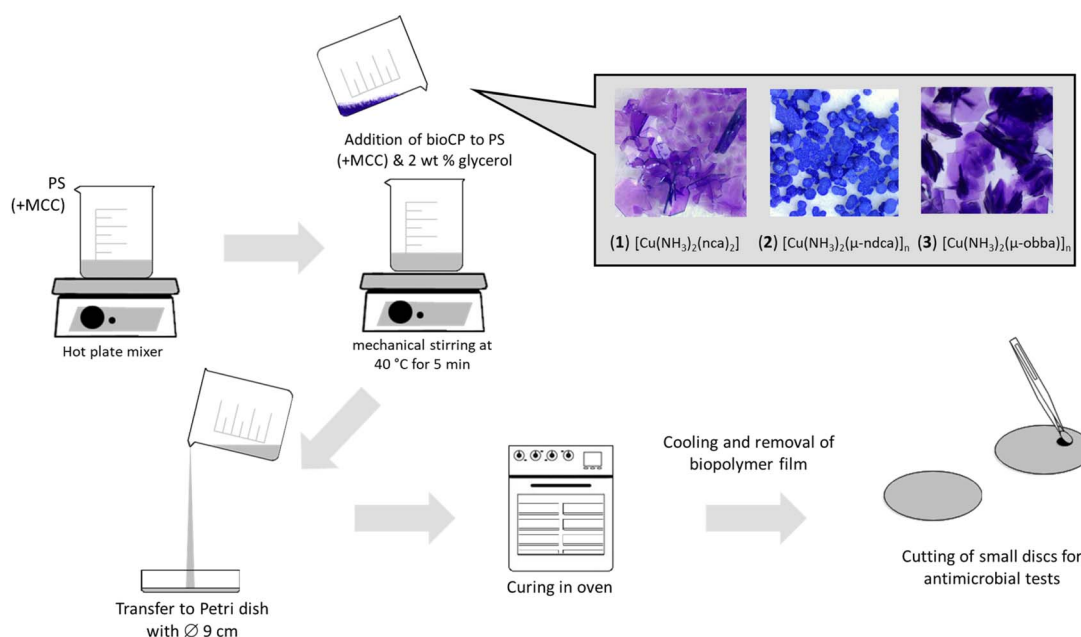 PS
(+MCC)
Hot plate mixer
Addition of bioCP to PS
(+MCC) & 2 wt % glycerol
mechanical stirring at
40 °C for 5 min
(1) [Cu(NH₃)₂(nca)₂]
(2) [Cu(NH₃)₂(µ-ndca)]ₙ
(3) [Cu(NH₃)₂(µ-obba)]ₙ
Transfer to Petri dish
with ∅ 9 cm
Curing in oven
Cooling and removal of
biopolymer film
Cutting of small discs for
antimicrobial tests